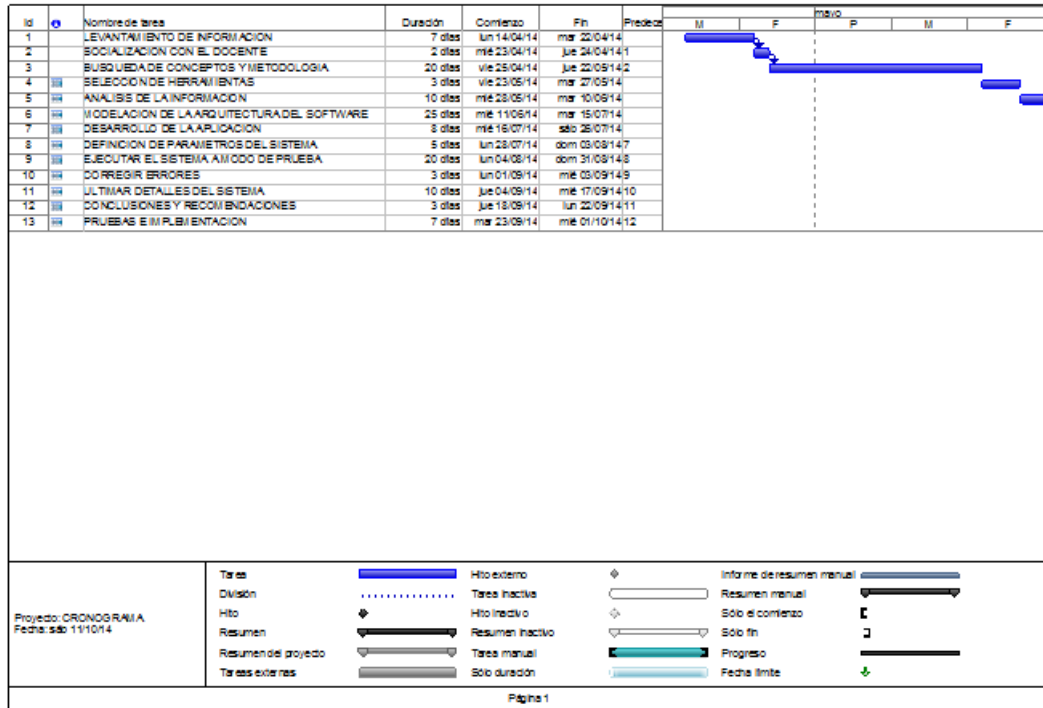 Id Nombre de tarea Duración Comienzo Fin Predece mayo
M F P M F
1 LEVANTAMIENTO DE INFORMACION 7 días lun 14/04/14 mar 22/04/14
2 SOCIALIZACION CON EL DOCENTE 2 días mié 23/04/14 jue 24/04/14 1
3 BUSQUEDA DE CONCEPTOS Y METODOLOGIA 20 días vie 25/04/14 jue 22/05/14 2
4 SELECCION DE HERRAMIENTAS 3 días vie 23/05/14 mar 27/05/14
5 ANALISIS DE LA INFORMACION 10 días mié 28/05/14 mar 10/06/14
6 MODELACION DE LA ARQUITECTURA DEL SOFTWARE 25 días mié 11/06/14 mar 15/07/14
7 DESARROLLO DE LA APLICACION 8 días mié 16/07/14 sáb 26/07/14
8 DEFINICION DE PARAMETROS DEL SISTEMA 5 días lun 28/07/14 dom 03/08/14 7
9 EJECUTAR EL SISTEMA A MODO DE PRUEBA 20 días lun 04/08/14 dom 31/08/14 8
10 CORREGIR ERRORES 3 días lun 01/09/14 mié 03/09/14 9
11 ULTIMAR DETALLES DEL SISTEMA 10 días jue 04/09/14 mié 17/09/14 10
12 CONCLUSIONES Y RECOMENDACIONES 3 días jue 18/09/14 lun 22/09/14 11
13 PRUEBAS E IMPLEMENTACION 7 días mar 23/09/14 mié 01/10/14 12
Proyecto: CRONOGRAMA
Fecha: sáb 11/10/14
Tarea Hito externo Informe de resumen manual
División Tarea inactiva Resumen manual
Hito Hito inactivo Sólo el comienzo
Resumen Resumen inactivo Sólo fin
Resumen del proyecto Tarea manual Progreso
Tareas externas Sólo duración Fecha límite
Página 1